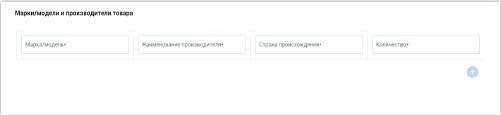 Марки/модели и производители товара
Марка/модель*
Наименование производителя*
Страна происхождения*
Количество*